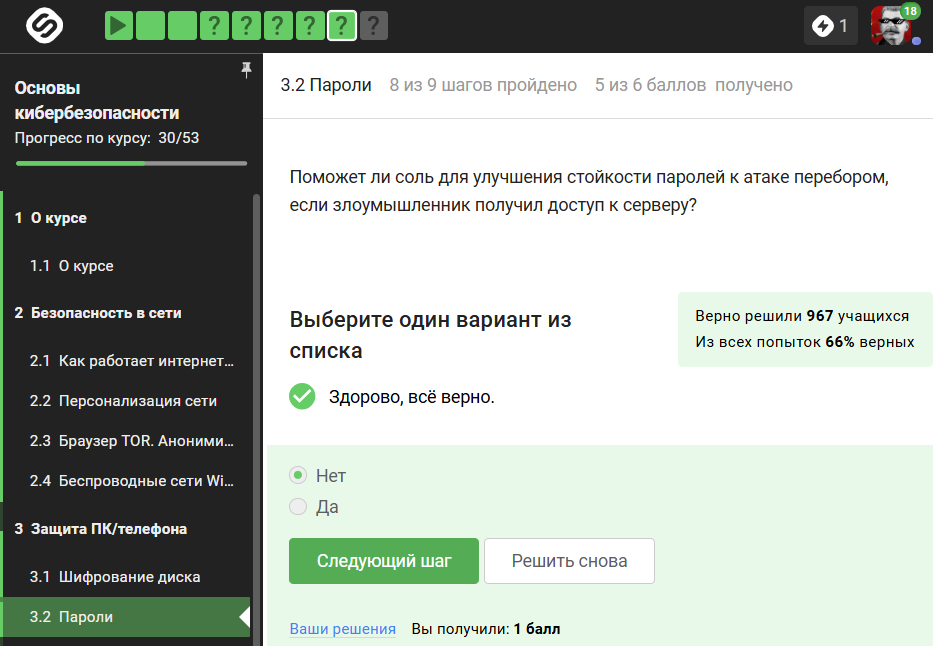 ? ? ? ? ? ?
1
18
Основы
кибербезопасности
Прогресс по курсу: 30/53
1 О курсе
1.1 О курсе
2 Безопасность в сети
2.1 Как работает интернет...
2.2 Персонализация сети
2.3 Браузер TOR. Аноними...
2.4 Беспроводные сети Wi...
3 Защита ПК/телефона
3.1 Шифрование диска
3.2 Пароли
3.2 Пароли 8 из 9 шагов пройдено 5 из 6 баллов получено
Поможет ли соль для улучшения стойкости паролей к атаке перебором,
если злоумышленник получил доступ к серверу?
Выберите один вариант из
списка
Верно решили 967 учащихся
Из всех попыток 66% верных
Здорово, всё верно.
Нет
Да
Следующий шаг
Решить снова
Ваши решения Вы получили: 1 балл